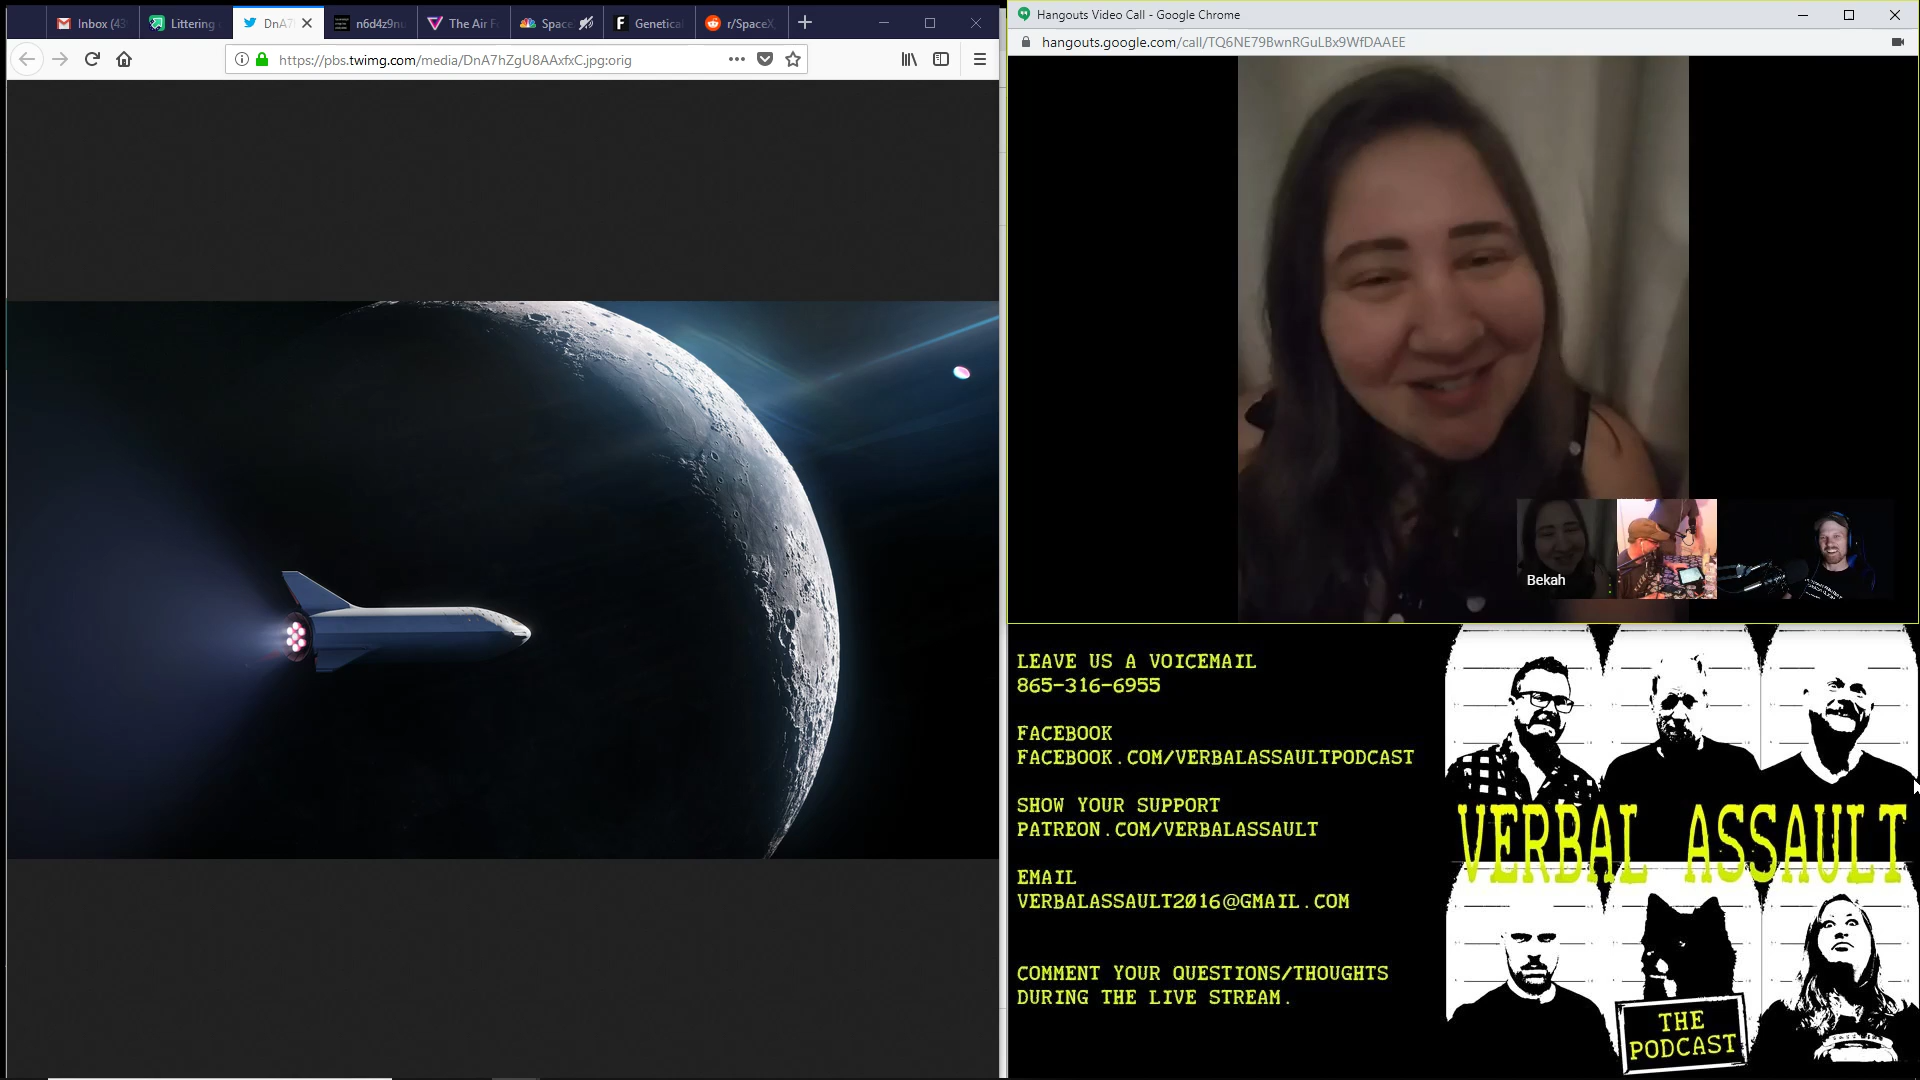 Inbox (43
Littering
DnA7
n6d4z9nu
The Air F
Space
Genetical
r/SpaceX
https://pbs.twimg.com/media/DnA7hZgU8AAxfxC.jpg:orig
Hangouts Video Call - Google Chrome
hangouts.google.com/call/TQ6NE79BwnRGuLBx9WfDAAEE
Bekah
LEAVE US A VOICEMAIL
865-316-6955
FACEBOOK
FACEBOOK.COM/VERBALASSAULTPODCAST
SHOW YOUR SUPPORT
PATREON.COM/VERBALASSAULT
EMAIL
VERBALASSAULT2016@GMAIL.COM
COMMENT YOUR QUESTIONS/THOUGHTS
DURING THE LIVE STREAM.
VERBAL ASSAULT
THE
PODCAST